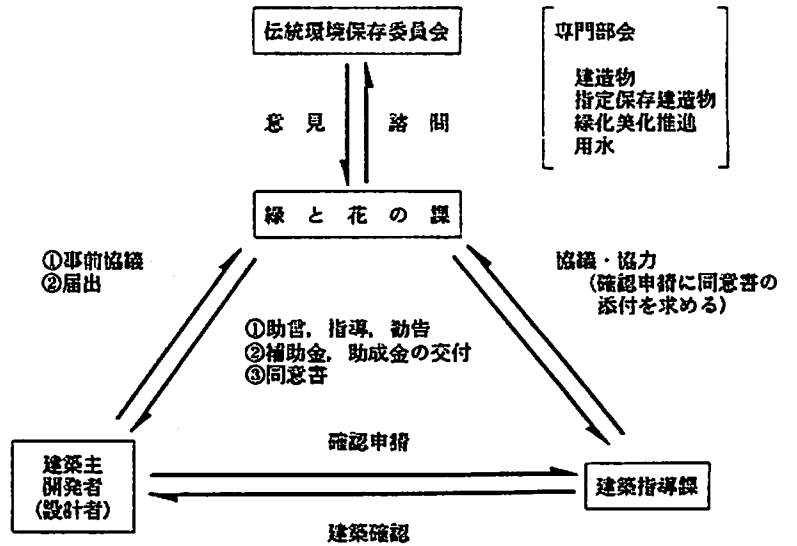 伝統環境保存委員会
専門部会
建造物
指定保存建造物
緑化美化推進
用水
意見
諮問
緑と花の課
①事前協議
②届出
協議・協力
(確認申請に同意書の
添付を求める)
①助言,指導,勧告
②補助金,助成金の交付
③同意書
確認申請
建築主
開発者
(設計者)
建築指導課
建築確認